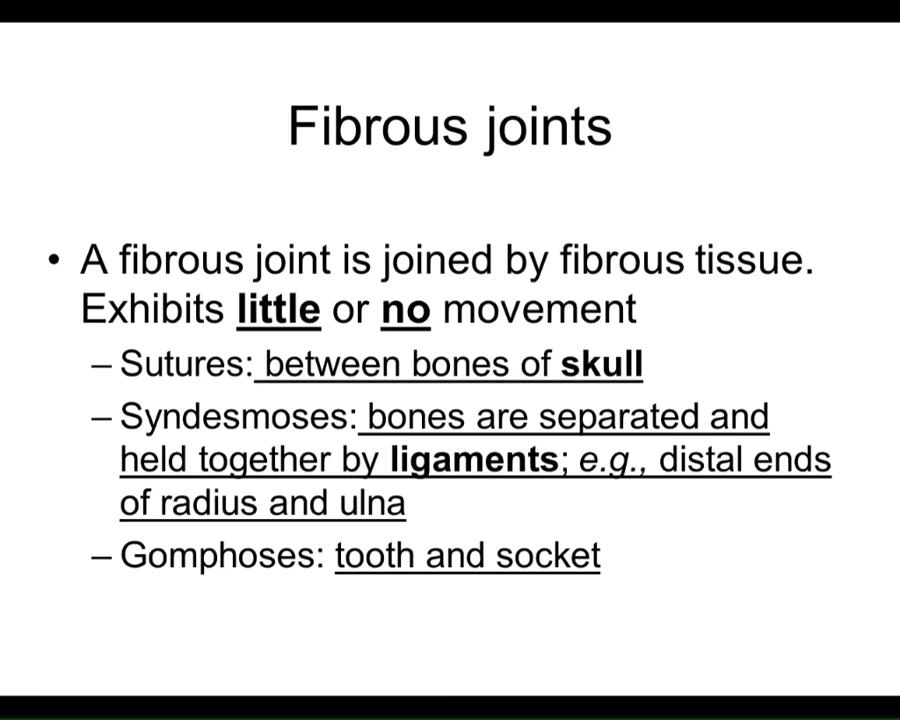 Fibrous joints
• A fibrous joint is joined by fibrous tissue.
Exhibits little or no movement
– Sutures: between bones of skull
– Syndesmoses: bones are separated and
held together by ligaments; e.g., distal ends
of radius and ulna
– Gomphoses: tooth and socket